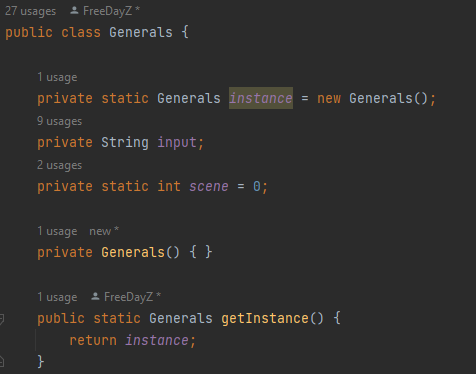 27 usages FreeDayZ *
public class Generals {
1 usage
private static Generals instance = new Generals();
9 usages
private String input;
2 usages
private static int scene = 0;
1 usage new *
private Generals() { }
1 usage FreeDayZ *
public static Generals getInstance() {
return instance;
}